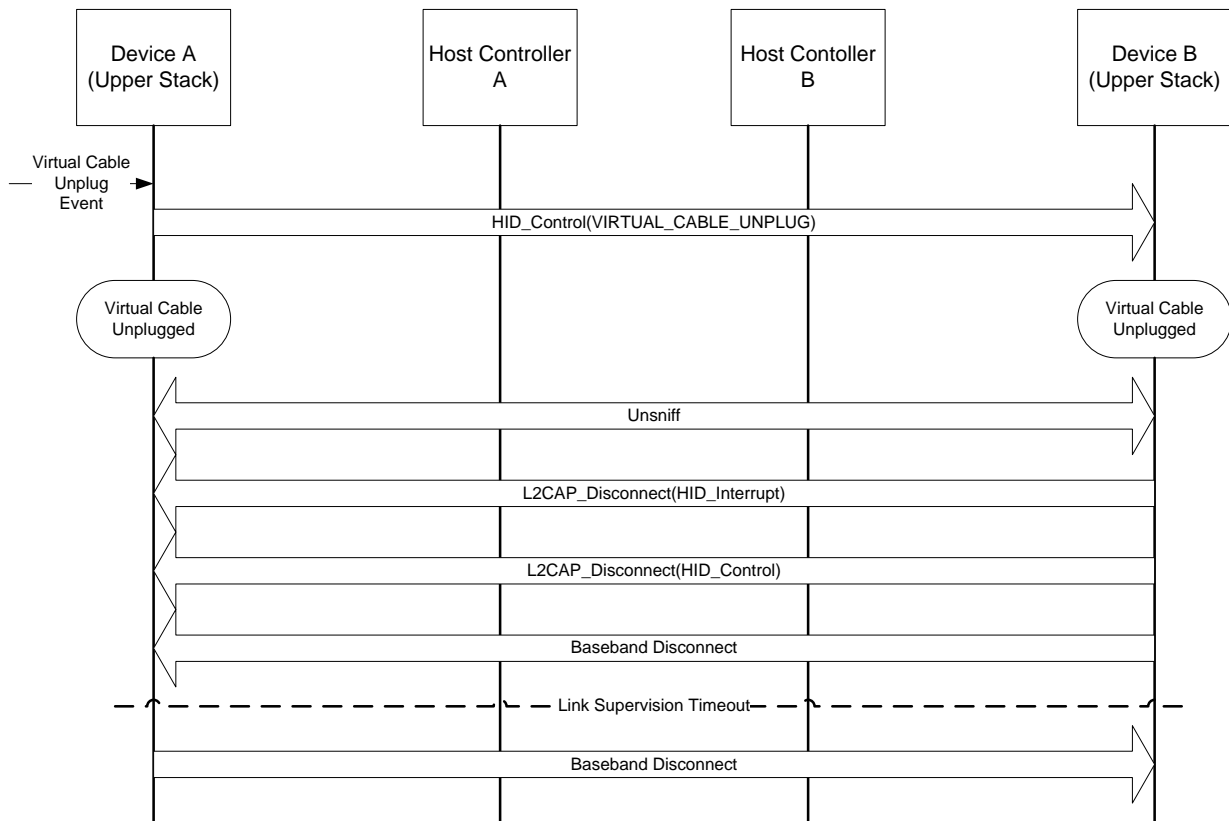 Device A
(Upper Stack)
Host Controller
A
Host Contoller
B
Device B
(Upper Stack)
Virtual Cable
Unplug
Event
HID_Control(VIRTUAL_CABLE_UNPLUG)
Virtual Cable
Unplugged
Virtual Cable
Unplugged
Unsniff
L2CAP_Disconnect(HID_Interrupt)
L2CAP_Disconnect(HID_Control)
Baseband Disconnect
Link Supervision Timeout
Baseband Disconnect